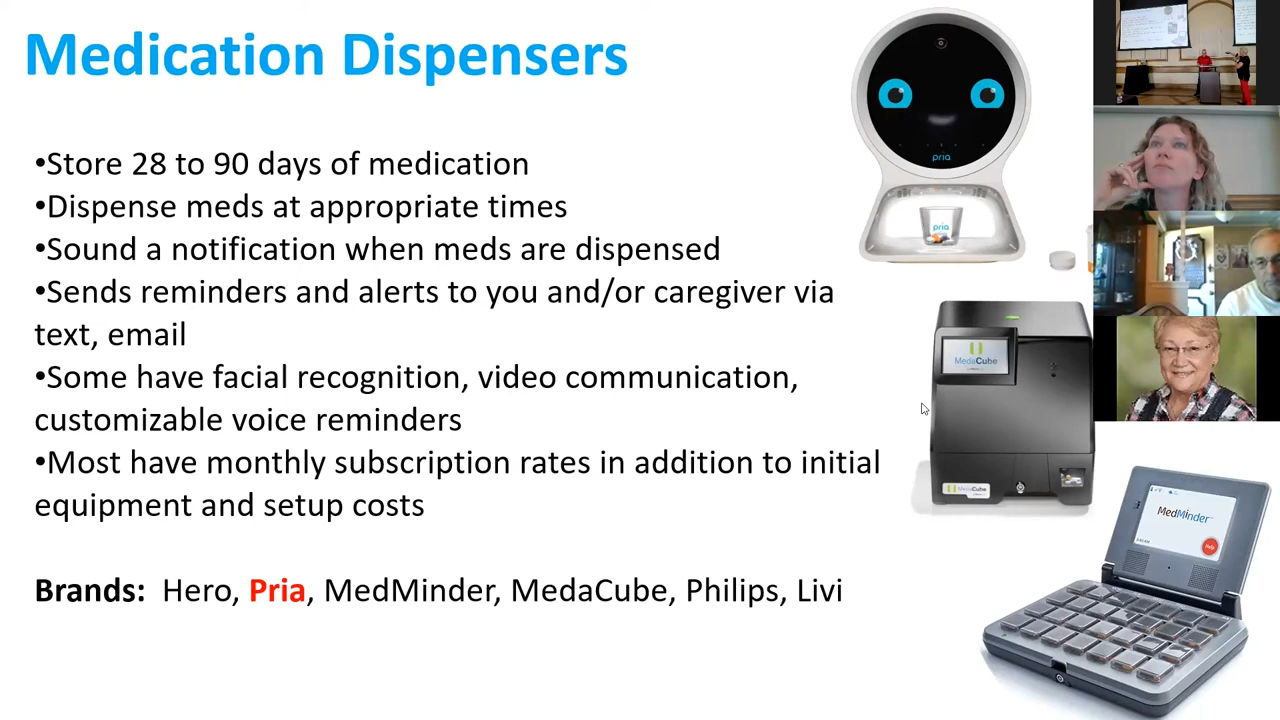 Medication Dispensers
•Store 28 to 90 days of medication
•Dispense meds at appropriate times
•Sound a notification when meds are dispensed
•Sends reminders and alerts to you and/or caregiver via
text, email
•Some have facial recognition, video communication,
customizable voice reminders
•Most have monthly subscription rates in addition to initial
equipment and setup costs
Brands: Hero, Pria, MedMinder, MedaCube, Philips, Livi
pria
pria
MedaCube
MedaCube
MedMinder